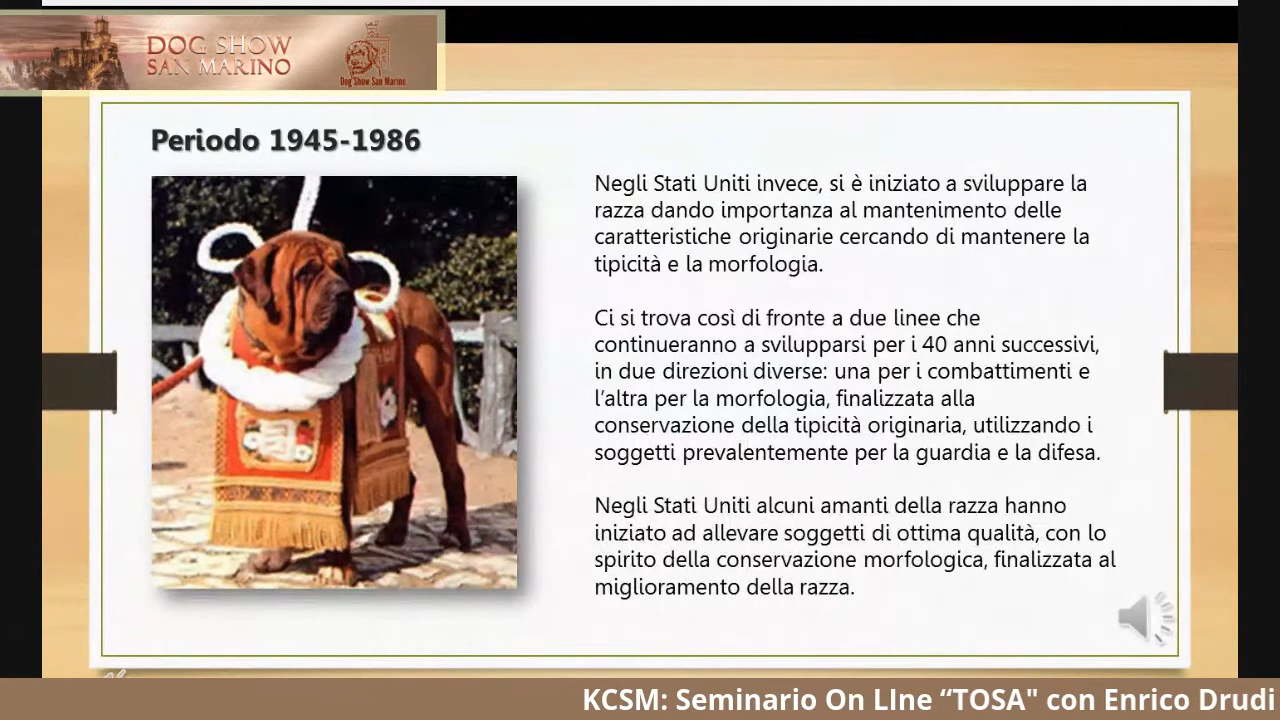 DOG SHOW
SAN MARINO
Dog Show San Marino
Periodo 1945-1986
Negli Stati Uniti invece, si è iniziato a sviluppare la
razza dando importanza al mantenimento delle
caratteristiche originarie cercando di mantenere la
tipicità e la morfologia.
Ci si trova così di fronte a due linee che
continueranno a svilupparsi per i 40 anni successivi,
in due direzioni diverse: una per i combattimenti e
l'altra per la morfologia, finalizzata alla
conservazione della tipicità originaria, utilizzando i
soggetti prevalentemente per la guardia e la difesa.
Negli Stati Uniti alcuni amanti della razza hanno
iniziato ad allevare soggetti di ottima qualità, con lo
spirito della conservazione morfologica, finalizzata al
miglioramento della razza.
KCSM: Seminario On LIne “TOSA" con Enrico Drudi